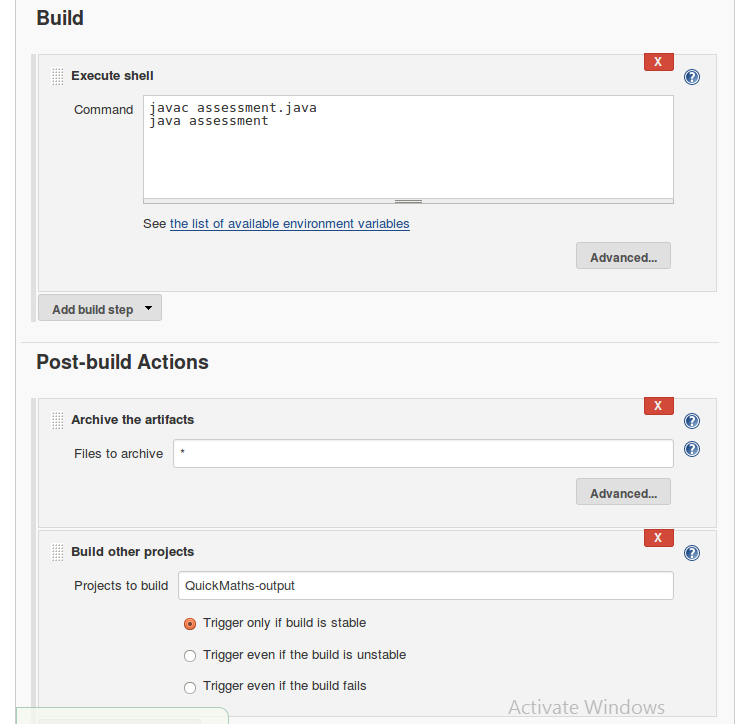 Build
X
Execute shell
?
Command
javac assessment.java
java assessment
See the list of available environment variables
Advanced...
Add build step
Post-build Actions
X
Archive the artifacts
?
Files to archive
*
?
Advanced...
X
Build other projects
?
Projects to build
QuickMaths-output
Trigger only if build is stable
Trigger even if the build is unstable
Trigger even if the build fails
Activate Windows